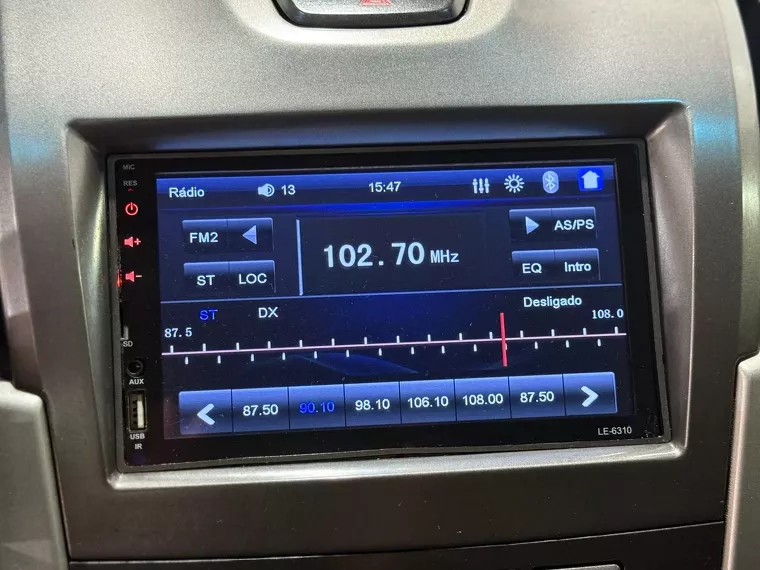 MIC
RES
Rádio 13 15:47
FM2 102.70 MHz AS/PS
ST LOC EQ Intro
ST DX Desligado
87.5 108.0
SD
AUX
87.50 90.10 98.10 106.10 108.00 87.50
USB
IR LE-6310